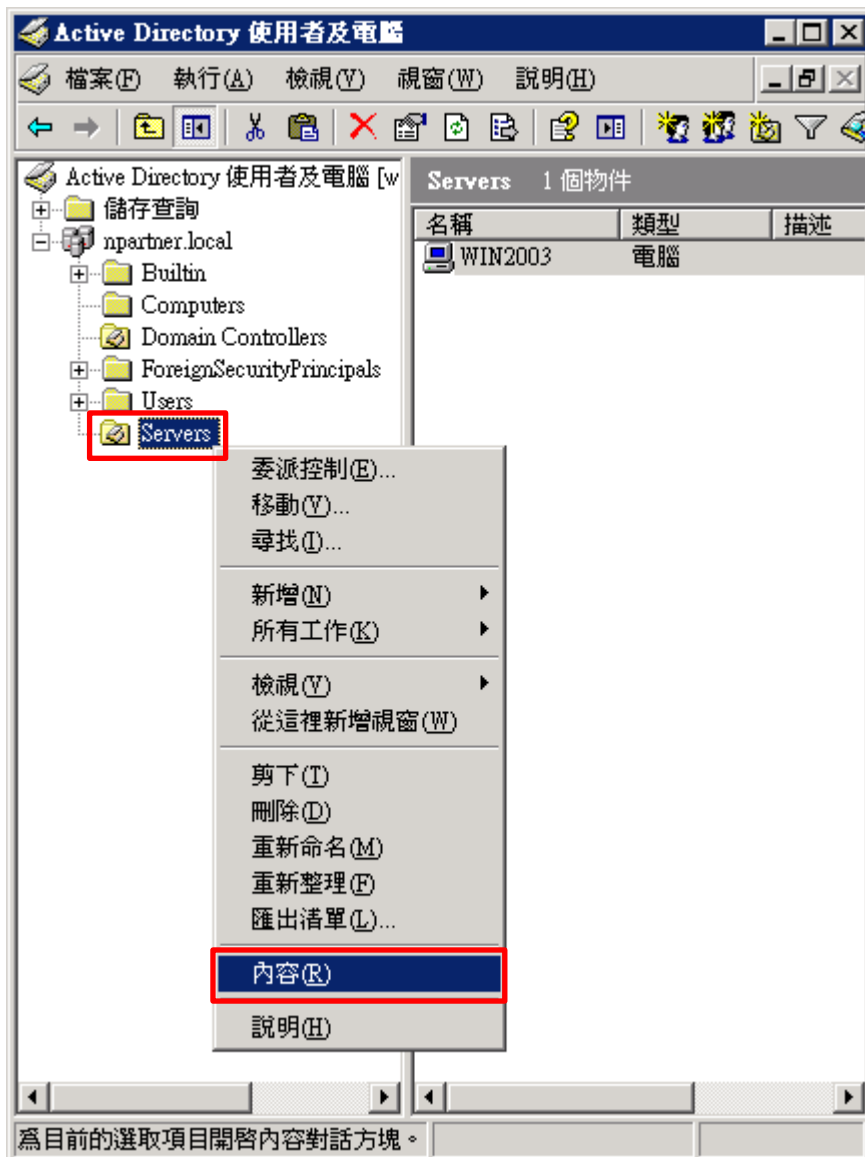 Active Directory 使用者及電腦
檔案(F) 執行(A) 檢視(V) 視窗(W) 說明(H)
Active Directory 使用者及電腦 [w
儲存查詢
npartner.local
Builtin
Computers
Domain Controllers
ForeignSecurityPrincipals
Users
Servers
Servers 1 個物件
名稱 類型 描述
WIN2003 電腦
委派控制(E)...
移動(V)...
尋找(I)...
新增(N)
所有工作(K)
檢視(V)
從這裡新增視窗(W)
剪下(T)
刪除(D)
重新命名(M)
重新整理(F)
匯出清單(L)...
內容(R)
說明(H)
爲目前的選取項目開啓內容對話方塊。